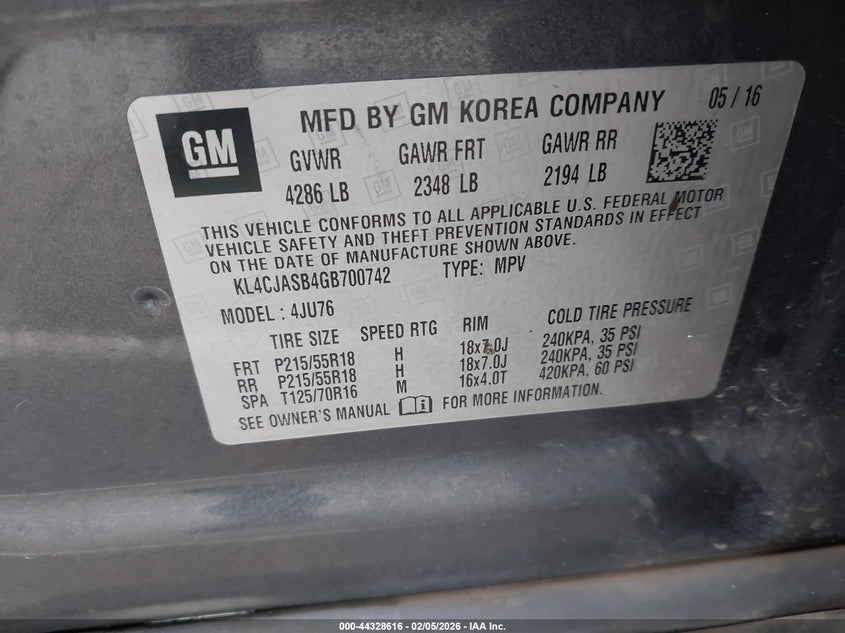 GM
MFD BY GM KOREA COMPANY 05 / 16
GVWR GAWR FRT GAWR RR
4286 LB 2348 LB 2194 LB
THIS VEHICLE CONFORMS TO ALL APPLICABLE U.S. FEDERAL MOTOR
VEHICLE SAFETY AND THEFT PREVENTION STANDARDS IN EFFECT
ON THE DATE OF MANUFACTURE SHOWN ABOVE.
KL4CJASB4GB700742 TYPE: MPV
MODEL : 4JU76
TIRE SIZE SPEED RTG RIM COLD TIRE PRESSURE
FRT P215/55R18 H 18x7.0J 240KPA, 35 PSI
RR P215/55R18 H 18x7.0J 240KPA, 35 PSI
SPA T125/70R16 M 16x4.0T 420KPA, 60 PSI
SEE OWNER'S MANUAL FOR MORE INFORMATION.
000-44328616 - 02/05/2026 - IAA Inc.